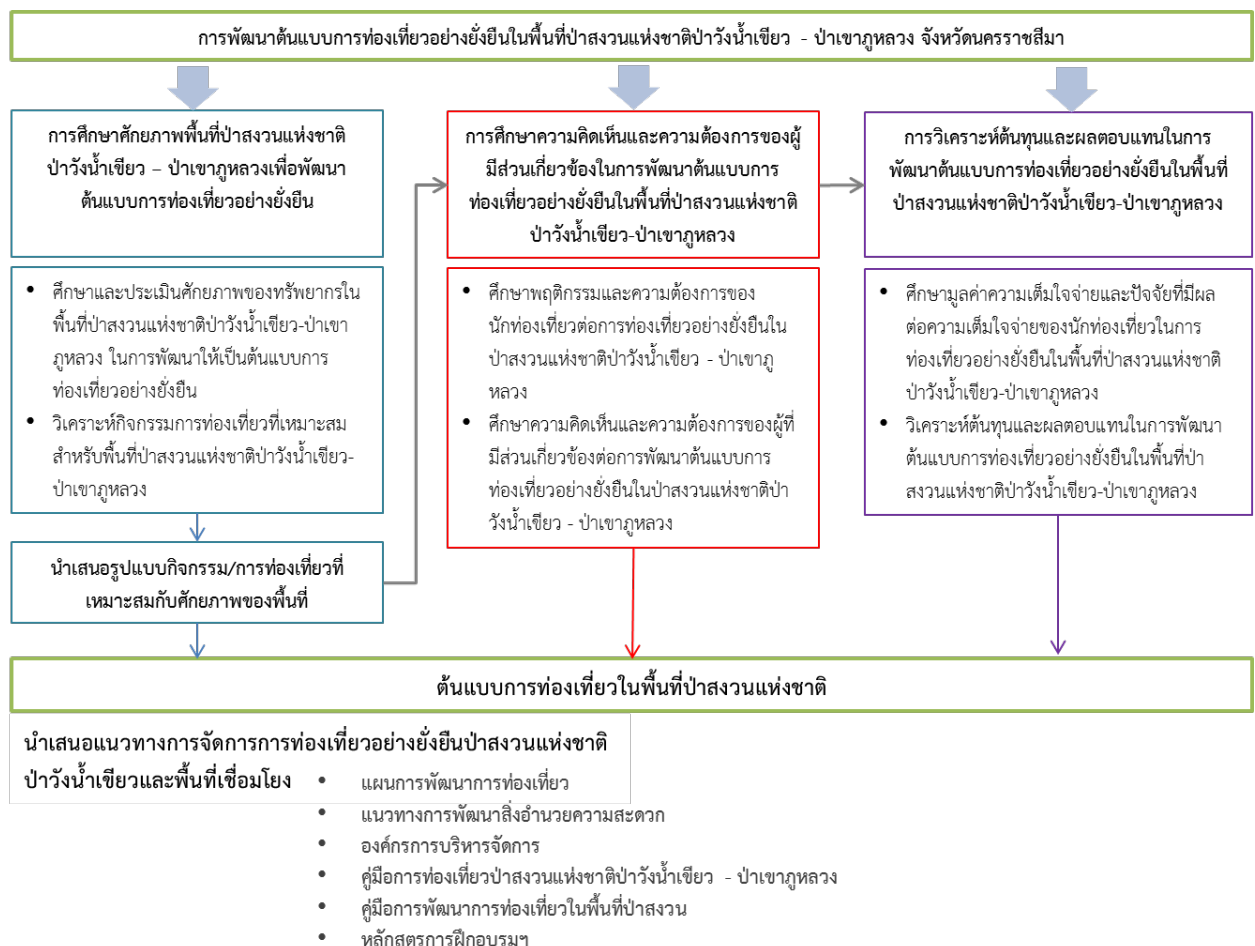 การพัฒนาต้นแบบการท่องเที่ยวอย่างยั่งยืนในพื้นที่ป่าสงวนแห่งชาติป่าวังน้ำเขียว - ป่าเขาภูหลวง จังหวัดนครราชสีมา
การศึกษาศักยภาพพื้นที่ป่าสงวนแห่งชาติ
ป่าวังน้ำเขียว – ป่าเขาภูหลวงเพื่อพัฒนา
ต้นแบบการท่องเที่ยวอย่างยั่งยืน
• ศึกษาและประเมินศักยภาพของทรัพยากรใน
พื้นที่ป่าสงวนแห่งชาติป่าวังน้ำเขียว-ป่าเขา
ภูหลวง ในการพัฒนาให้เป็นต้นแบบการ
ท่องเที่ยวอย่างยั่งยืน
• วิเคราะห์กิจกรรมการท่องเที่ยวที่เหมาะสม
สำหรับพื้นที่ป่าสงวนแห่งชาติป่าวังน้ำเขียว-
ป่าเขาภูหลวง
นำเสนอรูปแบบกิจกรรม/การท่องเที่ยวที่
เหมาะสมกับศักยภาพของพื้นที่
การศึกษาความคิดเห็นและความต้องการของผู้
มีส่วนเกี่ยวข้องในการพัฒนาต้นแบบการ
ท่องเที่ยวอย่างยั่งยืนในพื้นที่ป่าสงวนแห่งชาติ
ป่าวังน้ำเขียว-ป่าเขาภูหลวง
• ศึกษาพฤติกรรมและความต้องการของ
นักท่องเที่ยวต่อการท่องเที่ยวอย่างยั่งยืนใน
ป่าสงวนแห่งชาติป่าวังน้ำเขียว - ป่าเขาภู
หลวง
• ศึกษาความคิดเห็นและความต้องการของผู้ที่
มีส่วนเกี่ยวข้องต่อการพัฒนาต้นแบบการ
ท่องเที่ยวอย่างยั่งยืนในป่าสงวนแห่งชาติป่า
วังน้ำเขียว - ป่าเขาภูหลวง
การวิเคราะห์ต้นทุนและผลตอบแทนในการ
พัฒนาต้นแบบการท่องเที่ยวอย่างยั่งยืนในพื้นที่
ป่าสงวนแห่งชาติป่าวังน้ำเขียว-ป่าเขาภูหลวง
• ศึกษามูลค่าความเต็มใจจ่ายและปัจจัยที่มีผล
ต่อความเต็มใจจ่ายของนักท่องเที่ยวในการ
ท่องเที่ยวอย่างยั่งยืนในพื้นที่ป่าสงวนแห่งชาติ
ป่าวังน้ำเขียว-ป่าเขาภูหลวง
• วิเคราะห์ต้นทุนและผลตอบแทนในการพัฒนา
ต้นแบบการท่องเที่ยวอย่างยั่งยืนในพื้นที่ป่า
สงวนแห่งชาติป่าวังน้ำเขียว-ป่าเขาภูหลวง
ต้นแบบการท่องเที่ยวในพื้นที่ป่าสงวนแห่งชาติ
นำเสนอแนวทางการจัดการการท่องเที่ยวอย่างยั่งยืนป่าสงวนแห่งชาติ
ป่าวังน้ำเขียวและพื้นที่เชื่อมโยง
• แผนการพัฒนาการท่องเที่ยว
• แนวทางการพัฒนาสิ่งอำนวยความสะดวก
• องค์กรการบริหารจัดการ
• คู่มือการท่องเที่ยวป่าสงวนแห่งชาติป่าวังน้ำเขียว - ป่าเขาภูหลวง
• คู่มือการพัฒนาการท่องเที่ยวในพื้นที่ป่าสงวน
• หลักสูตรการฝึกอบรมฯ